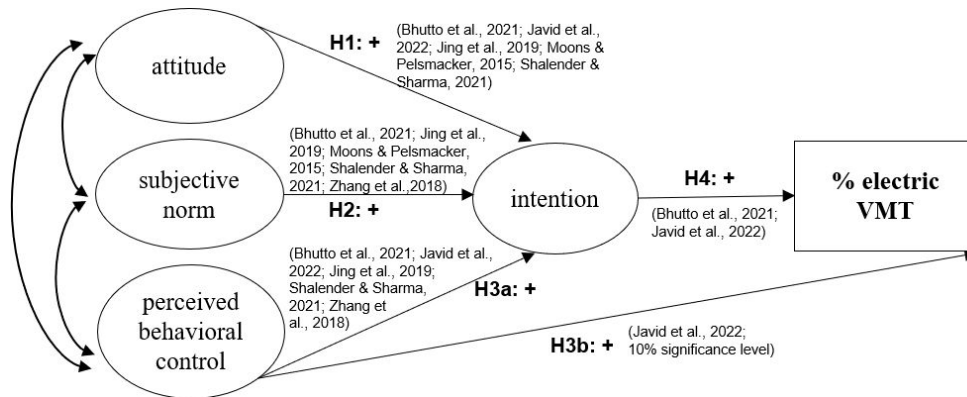 attitude
H1: +
(Bhutto et al., 2021; Javid et al.,
2022; Jing et al., 2019; Moons &
Pelsmacker, 2015; Shalender &
Sharma, 2021)
subjective
norm
(Bhutto et al., 2021; Jing et al.,
2019; Moons & Pelsmacker,
2015; Shalender & Sharma,
2021; Zhang et al.,2018)
H2: +
intention
H4: +
(Bhutto et al., 2021;
Javid et al., 2022)
% electric
VMT
perceived
behavioral
control
(Bhutto et al., 2021; Javid et al.,
2022; Jing et al., 2019;
Shalender & Sharma,
2021; Zhang et
al., 2018)
H3a: +
H3b: +
(Javid et al., 2022;
10% significance level)